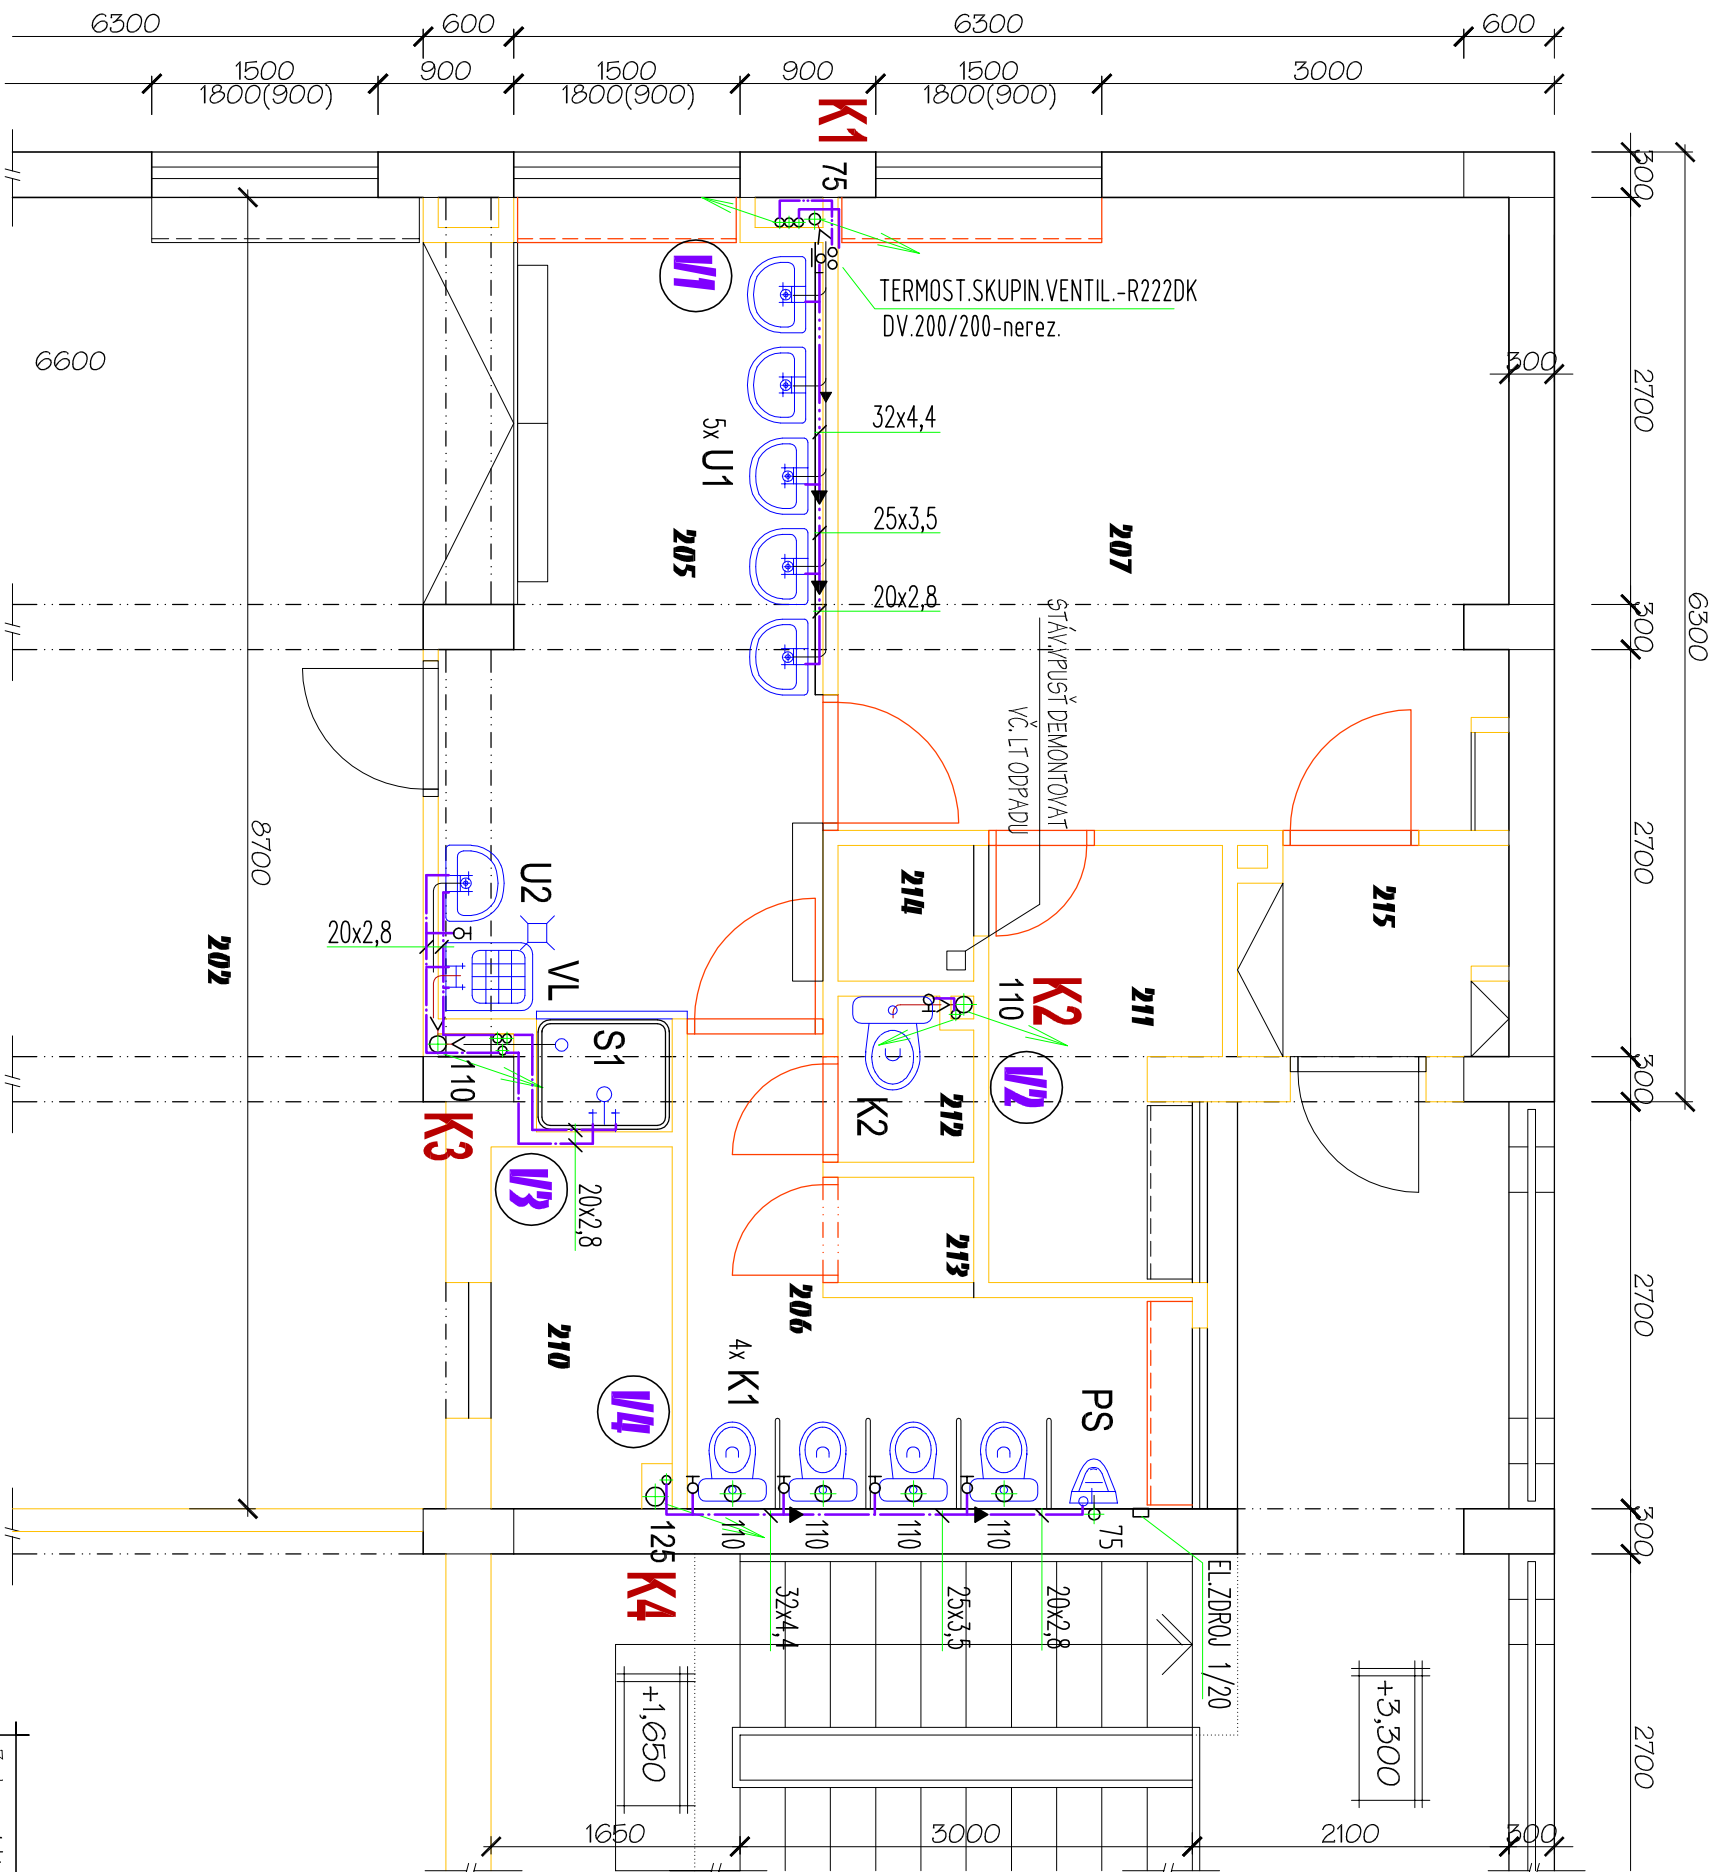 6300
600
6300
600
1500
900
1500
900
1500
3000
1800(900)
1800(900)
1800(900)
K1
75
300
V1
TERMOST.SKUPIN.VENTIL.-R222DK
DV.200/200-nerez.
6600
300
2700
5x U1
32x4,4
25x3,5
20x2,8
205
207
STÁV.VPUSŤ DEMONTOVAT
VČ. LT ODPADU
300
6300
8700
2700
U2
VL
20x2,8
202
214
215
211
K2
110
S1
110
K3
K2
V2
212
300
V3
20x2,8
213
206
210
2700
4x K1
V4
PS
125
110
110
110
110
75
K4
32x4,4
25x3,5
20x2,8
EL.ZDROJ 1/20
300
+1,650
+3,300
2700
1650
3000
2100
300